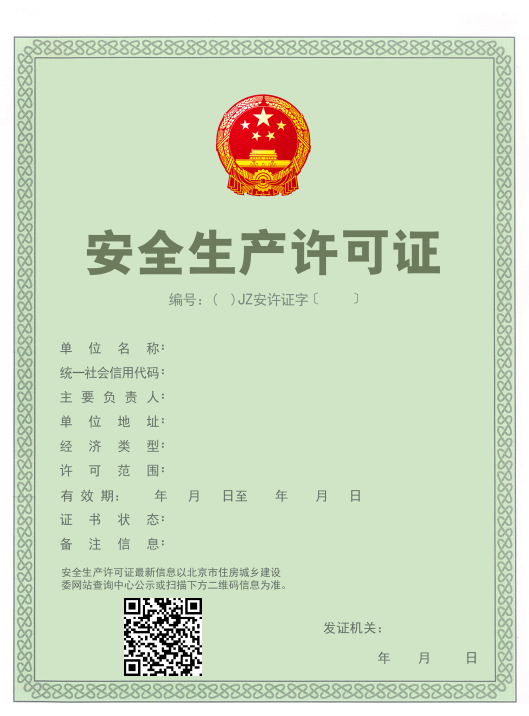 安全生产许可证
编号：（ ）JZ安许证字〔 〕
单位名称：
统一社会信用代码：
主要负责人：
单位地址：
经济类型：
许可范围：
有效期： 年 月 日至 年 月 日
证书状态：
备注信息：
安全生产许可证最新信息以北京市住房城乡建设
委网站查询中心公示或扫描下方二维码信息为准。
发证机关：
年 月 日